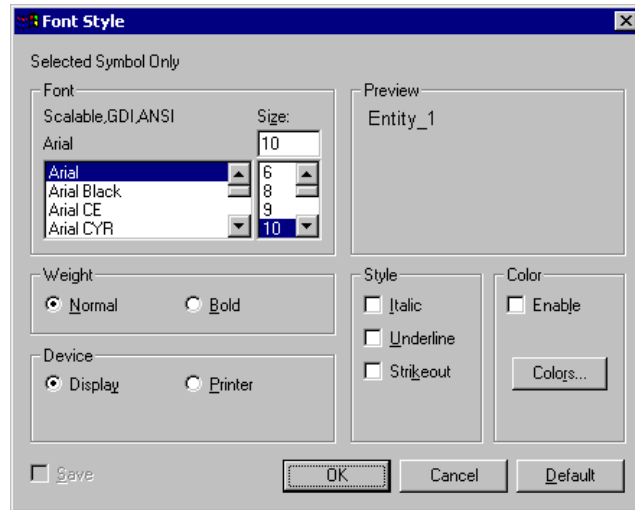 Font Style
Selected Symbol Only
Font
Scalable,GDI,ANSI
Size:
Arial
10
Arial
Arial Black
Arial CE
Arial CYR
6
8
9
10
Preview
Entity_1
Weight
Normal
Bold
Device
Display
Printer
Style
Italic
Underline
Strikeout
Color
Enable
Colors...
Save
OK
Cancel
Default